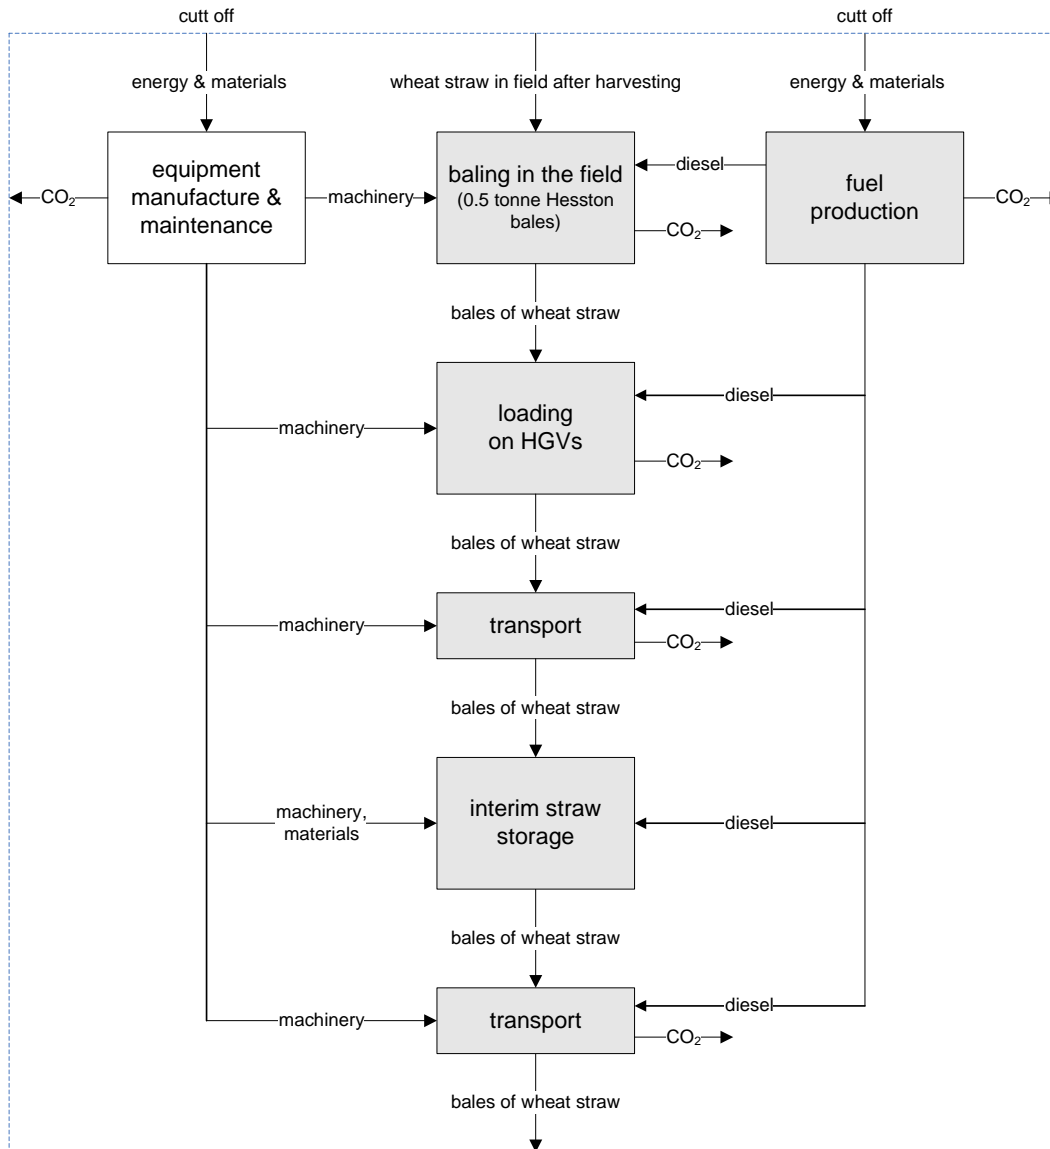 cutt off
cutt off
energy & materials
wheat straw in field after harvesting
energy & materials
equipment
manufacture &
maintenance
CO₂
machinery
baling in the field
(0.5 tonne Hesston
bales)
diesel
CO₂
fuel
production
CO₂
bales of wheat straw
machinery
loading
on HGVs
diesel
CO₂
bales of wheat straw
machinery
transport
diesel
CO₂
bales of wheat straw
machinery,
materials
interim straw
storage
diesel
bales of wheat straw
machinery
transport
diesel
CO₂
bales of wheat straw